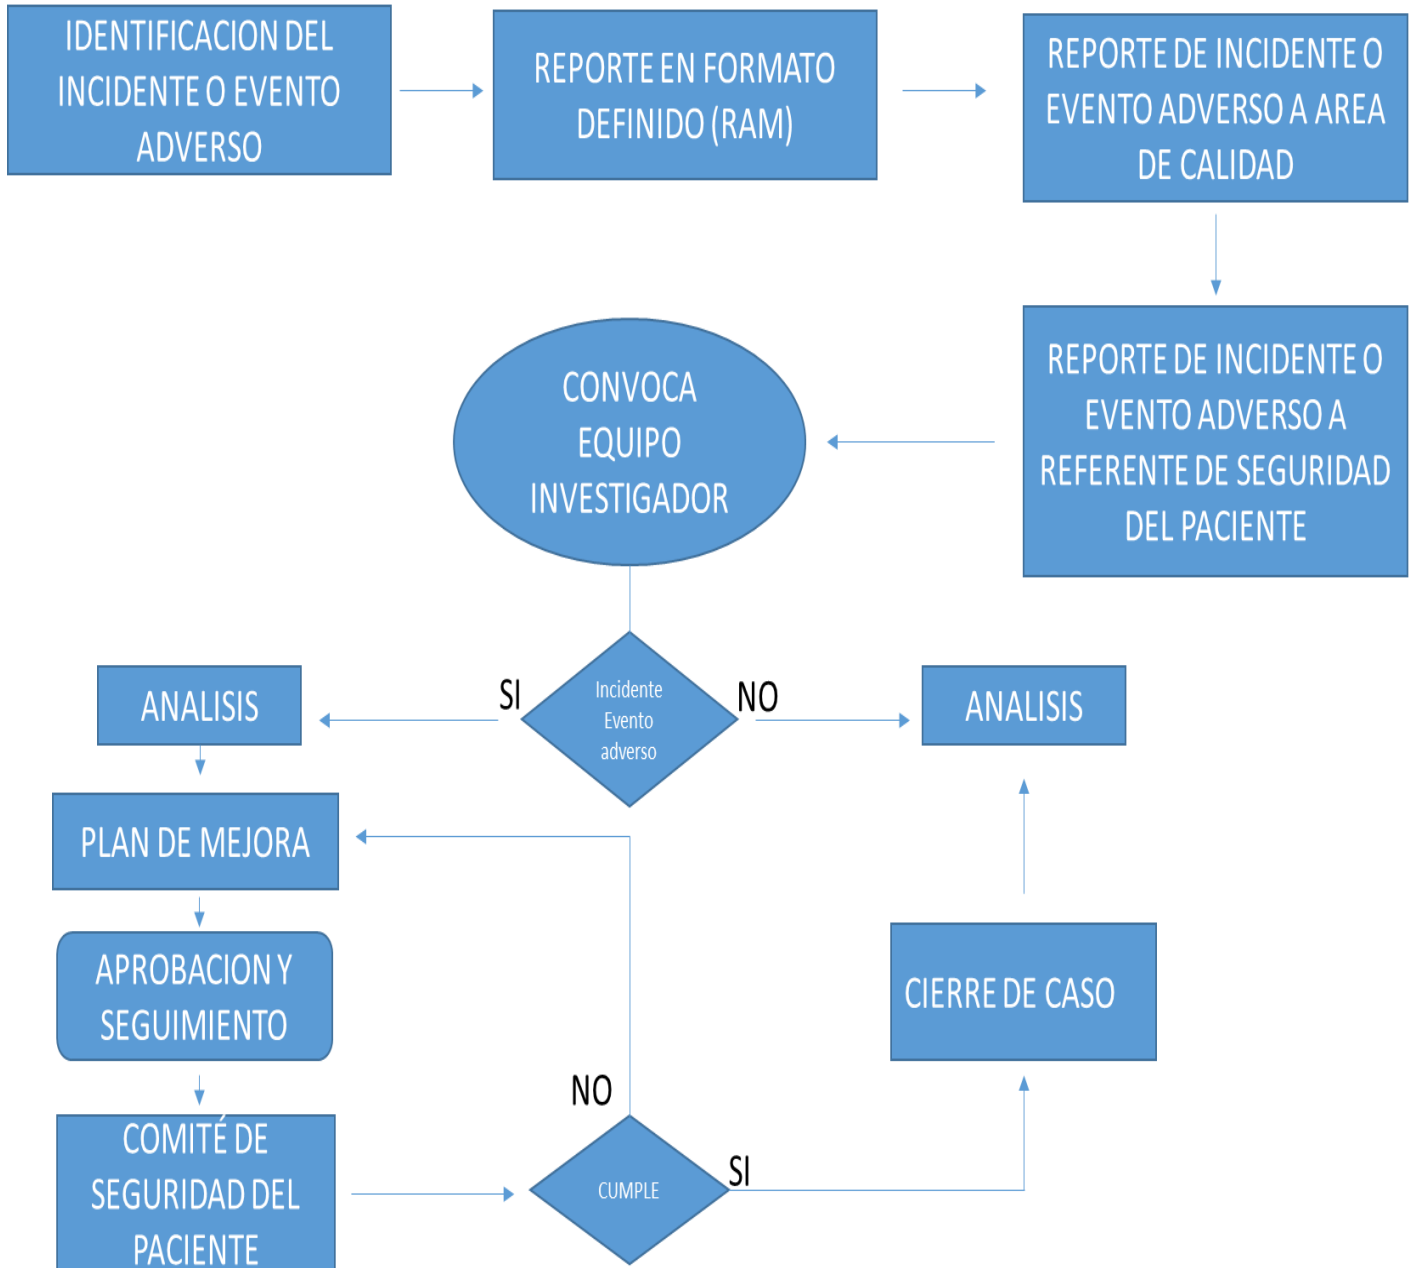 IDENTIFICACION DEL
INCIDENTE O EVENTO
ADVERSO
REPORTE EN FORMATO
DEFINIDO (RAM)
REPORTE DE INCIDENTE O
EVENTO ADVERSO A AREA
DE CALIDAD
REPORTE DE INCIDENTE O
EVENTO ADVERSO A
REFERENTE DE SEGURIDAD
DEL PACIENTE
CONVOCA
EQUIPO
INVESTIGADOR
Incidente
Evento
adverso
SI
NO
ANALISIS
ANALISIS
PLAN DE MEJORA
APROBACION Y
SEGUIMIENTO
COMITÉ DE
SEGURIDAD DEL
PACIENTE
CUMPLE
NO
SI
CIERRE DE CASO